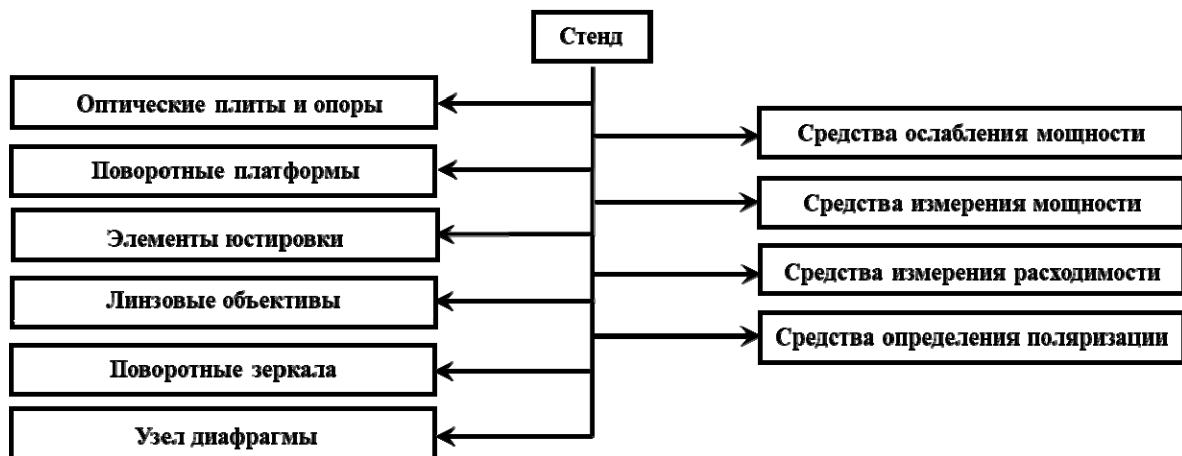 Стенд
Оптические плиты и опоры
Поворотные платформы
Элементы юстировки
Линзовые объективы
Поворотные зеркала
Узел диафрагмы
Средства ослабления мощности
Средства измерения мощности
Средства измерения расходимости
Средства определения поляризации